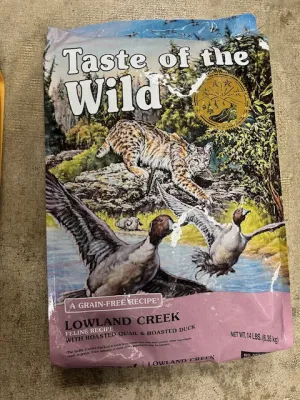 Taste of the
Wild
A GRAIN-FREE RECIPE*
LOWLAND CREEK
FELINE RECIPE
WITH ROASTED QUAIL & ROASTED DUCK
NET WT. 14 LBS. (6.35 kg)
LOWLAND CREEK